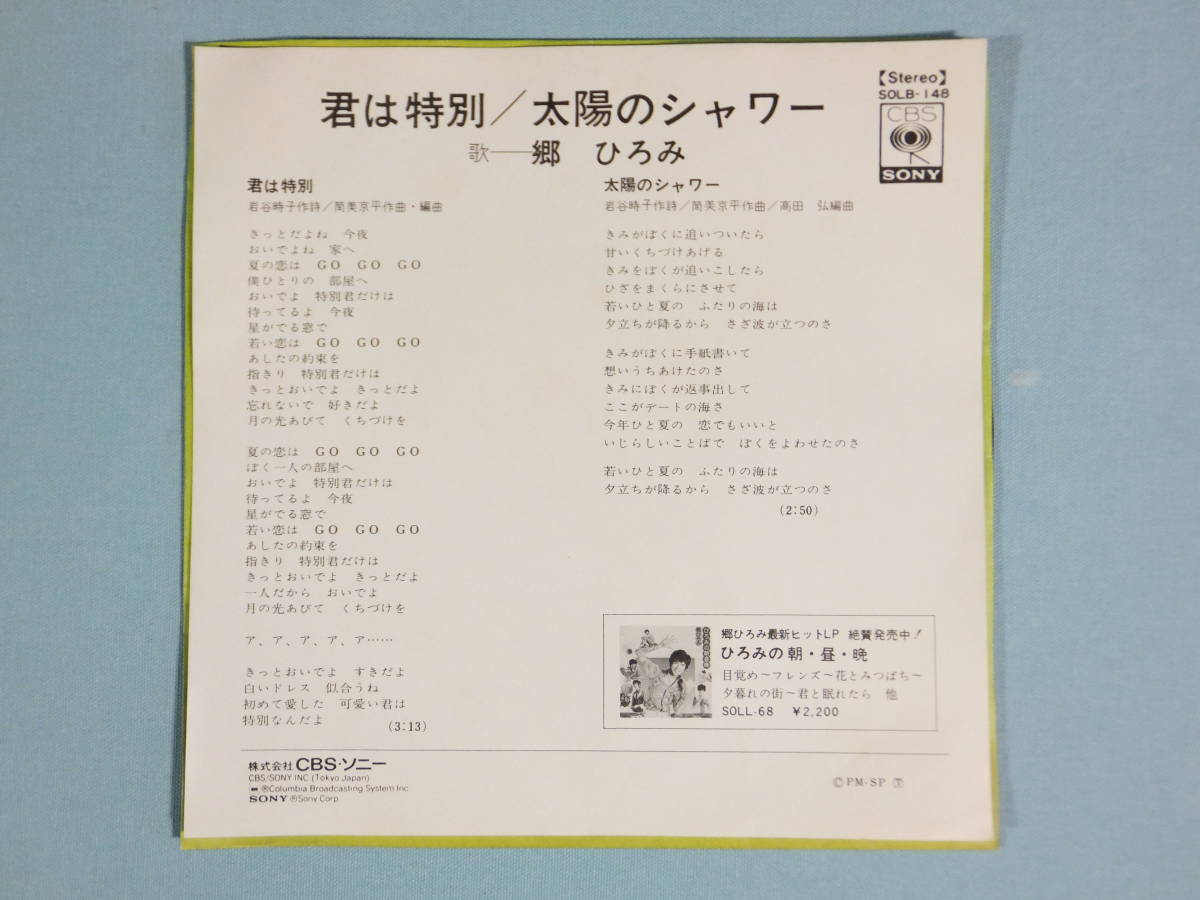 君は特別／太陽のシャワー
歌──郷　ひろみ
【Stereo】
SOLB-148
CBS
SONY
君は特別
岩谷時子作詩／筒美京平作曲・編曲
きっとだよね　今夜
おいでよね　家へ
夏の恋は　GO　GO　GO
僕ひとりの　部屋へ
おいでよ　特別君だけは
待ってるよ　今夜
星がでる窓で
若い恋は　GO　GO　GO
あしたの約束を
指きり　特別君だけは
きっとおいでよ　きっとだよ
忘れないで　好きだよ
月の光あびて　くちづけを
夏の恋は　GO　GO　GO
ぼく一人の部屋へ
おいでよ　特別君だけは
待ってるよ　今夜
星がでる窓で
若い恋は　GO　GO　GO
あしたの約束を
指きり　特別君だけは
きっとおいでよ　きっとだよ
一人だから　おいでよ
月の光あびて　くちづけを
ア、ア、ア、ア、ア……
きっとおいでよ　すきだよ
白いドレス　似合うね
初めて愛した　可愛い君は
特別なんだよ
(3:13)
太陽のシャワー
岩谷時子作詩／筒美京平作曲／高田　弘編曲
きみがぼくに追いついたら
甘いくちづけあげる
きみをぼくが追いこしたら
ひざをまくらにさせて
若いひと夏の　ふたりの海は
夕立ちが降るから　さざ波が立つのさ
きみがぼくに手紙書いて
想いうちあけたのさ
きみにぼくが返事出して
ここがデートの海さ
今年ひと夏の　恋でもいいと
いじらしいことばで　ぼくをよわせたのさ
若いひと夏の　ふたりの海は
夕立ちが降るから　さざ波が立つのさ
(2:50)
郷ひろみ最新ヒットLP　絶賛発売中！
ひろみの朝・昼・晩
目覚め～フレンズ～花とみつばち～
夕暮れの街～君と眠れたら　他
SOLL-68　¥2,200
株式会社 CBS・ソニー
CBS/SONY INC (Tokyo Japan)
®Columbia Broadcasting System Inc
SONY ®Sony Corp.
©PM-SP